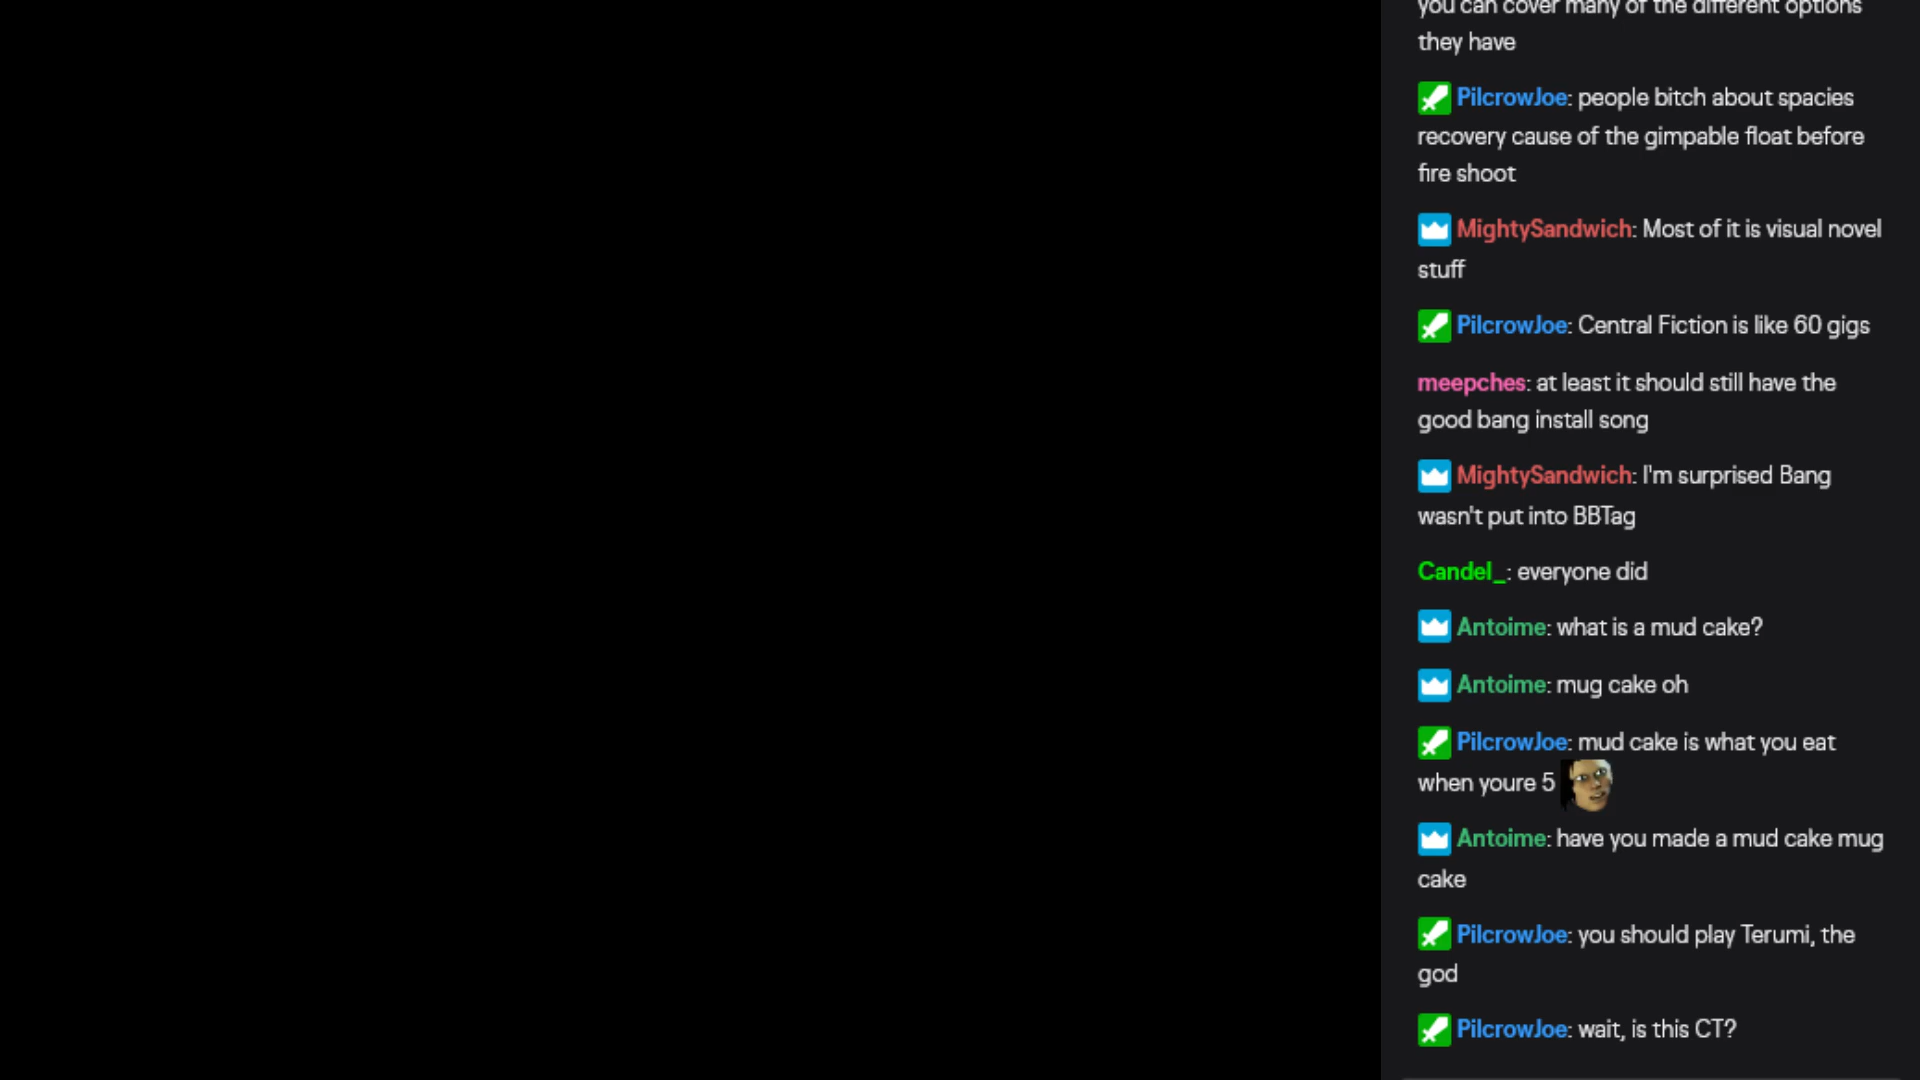 you can cover many of the different options
they have
PilcrowJoe: people bitch about spacies
recovery cause of the gimpable float before
fire shoot
MightySandwich: Most of it is visual novel
stuff
PilcrowJoe: Central Fiction is like 60 gigs
meepches: at least it should still have the
good bang install song
MightySandwich: I'm surprised Bang
wasn't put into BBTag
Candel_: everyone did
Antoime: what is a mud cake?
Antoime: mug cake oh
PilcrowJoe: mud cake is what you eat
when youre 5
Antoime: have you made a mud cake mug
cake
PilcrowJoe: you should play Terumi, the
god
PilcrowJoe: wait, is this CT?